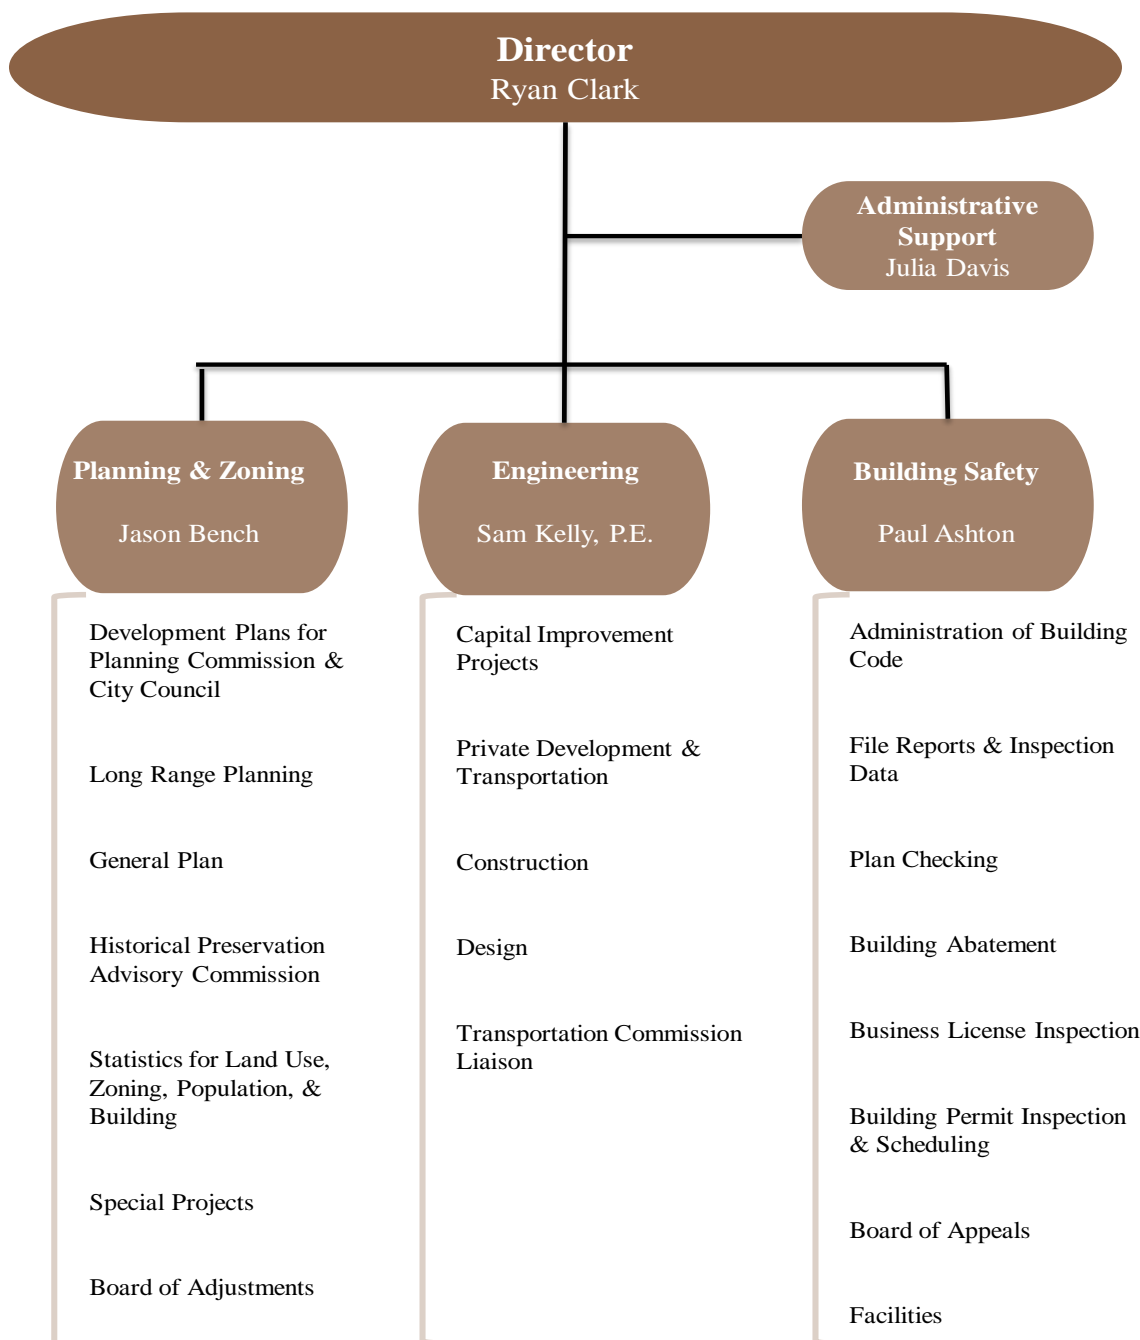 Director
Ryan Clark
Administrative
Support
Julia Davis
Planning & Zoning
Jason Bench
Engineering
Sam Kelly, P.E.
Building Safety
Paul Ashton
Development Plans for
Planning Commission &
City Council
Long Range Planning
General Plan
Historical Preservation
Advisory Commission
Statistics for Land Use,
Zoning, Population, &
Building
Special Projects
Board of Adjustments
Capital Improvement
Projects
Private Development &
Transportation
Construction
Design
Transportation Commission
Liaison
Administration of Building
Code
File Reports & Inspection
Data
Plan Checking
Building Abatement
Business License Inspection
Building Permit Inspection
& Scheduling
Board of Appeals
Facilities